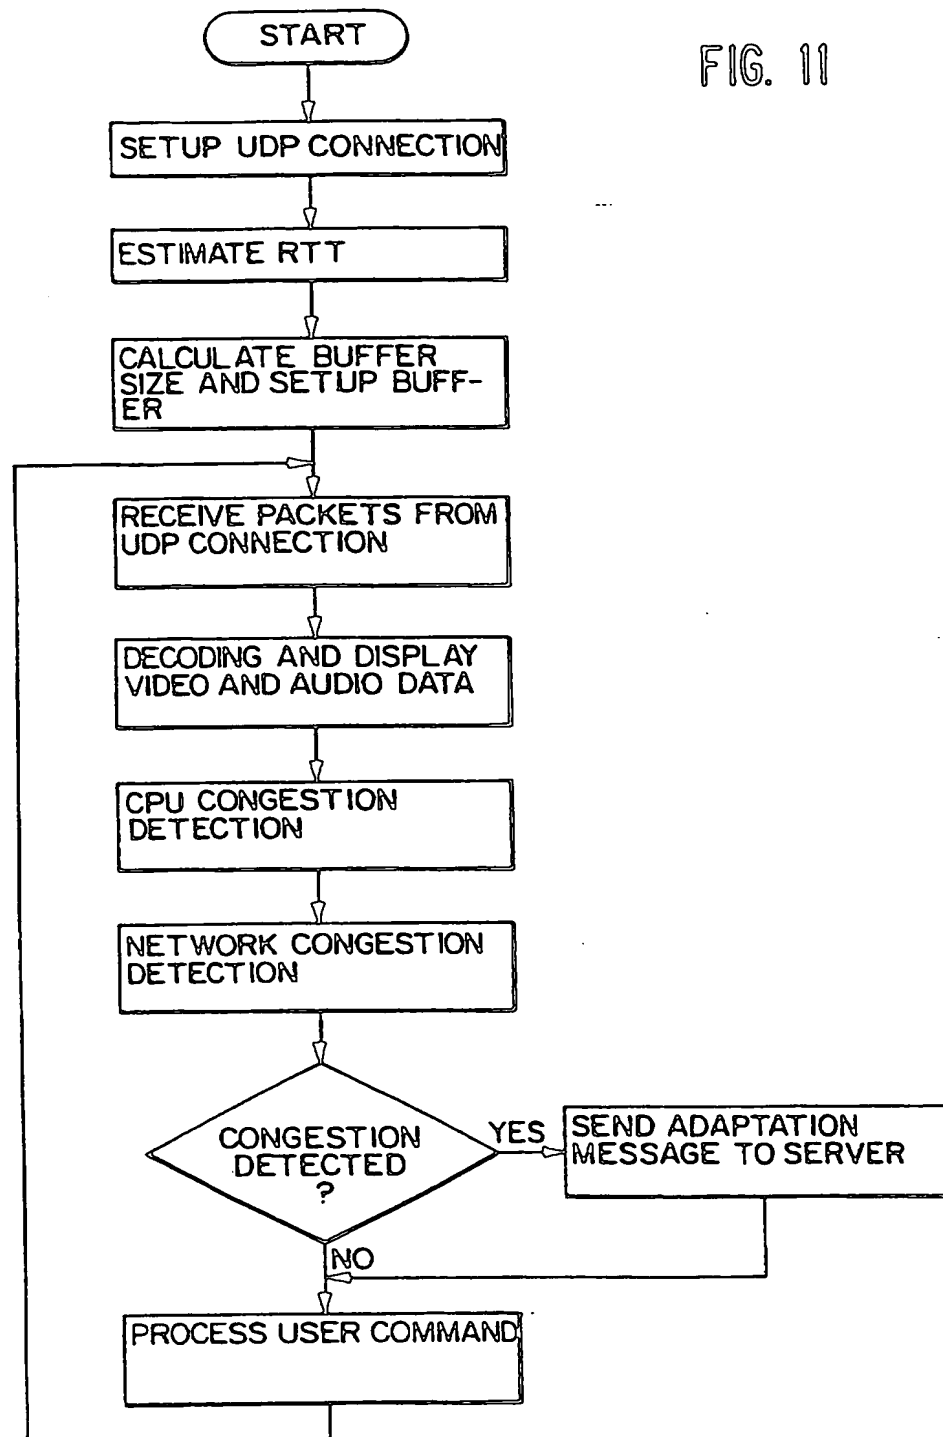 START
FIG. 11
SETUP UDP CONNECTION
ESTIMATE RTT
CALCULATE BUFFER
SIZE AND SETUP BUFF-
ER
RECEIVE PACKETS FROM
UDP CONNECTION
DECODING AND DISPLAY
VIDEO AND AUDIO DATA
CPU CONGESTION
DETECTION
NETWORK CONGESTION
DETECTION
CONGESTION
DETECTED
?
YES
SEND ADAPTATION
MESSAGE TO SERVER
NO
PROCESS USER COMMAND